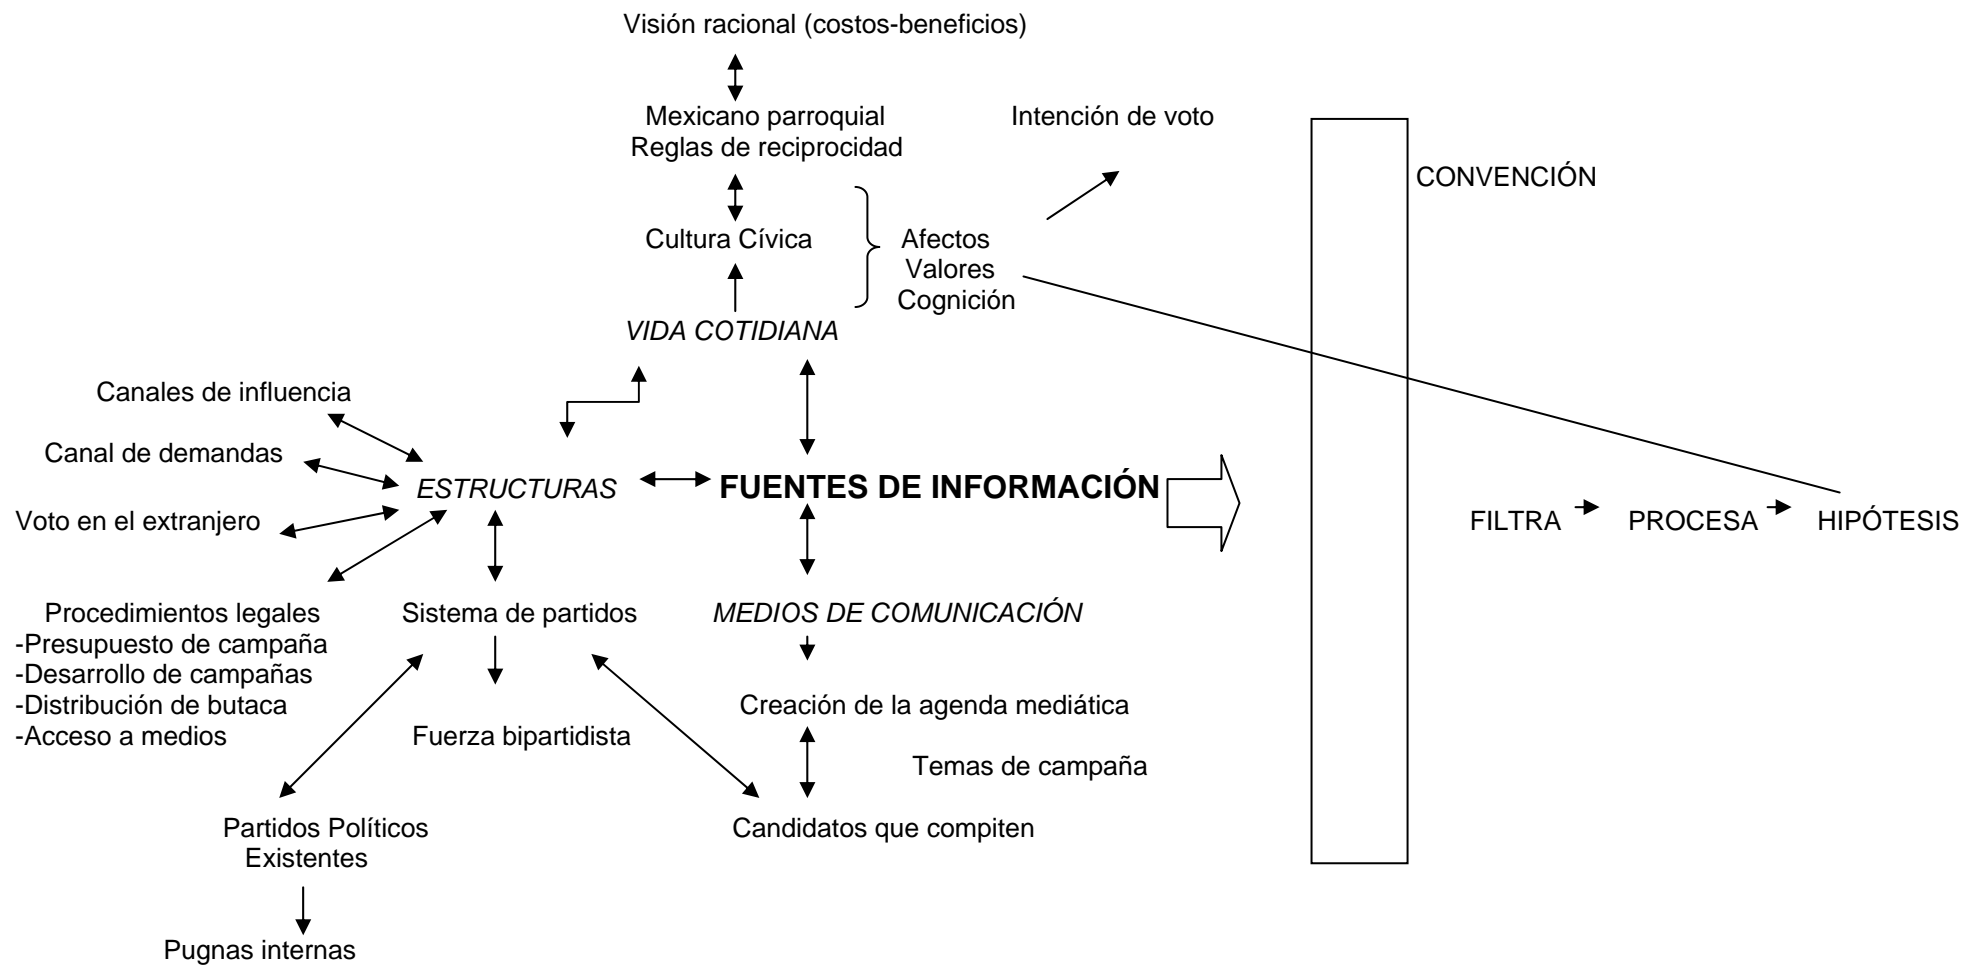 Visión racional (costos-beneficios)
Mexicano parroquial
Reglas de reciprocidad
Intención de voto
CONVENCIÓN
Cultura Cívica
Afectos
Valores
Cognición
VIDA COTIDIANA
Canales de influencia
Canal de demandas
ESTRUCTURAS
FUENTES DE INFORMACIÓN
Voto en el extranjero
FILTRA
PROCESA
HIPÓTESIS
Procedimientos legales
-Presupuesto de campaña
-Desarrollo de campañas
-Distribución de butaca
-Acceso a medios
Sistema de partidos
MEDIOS DE COMUNICACIÓN
Creación de la agenda mediática
Fuerza bipartidista
Temas de campaña
Partidos Políticos
Existentes
Candidatos que compiten
Pugnas internas